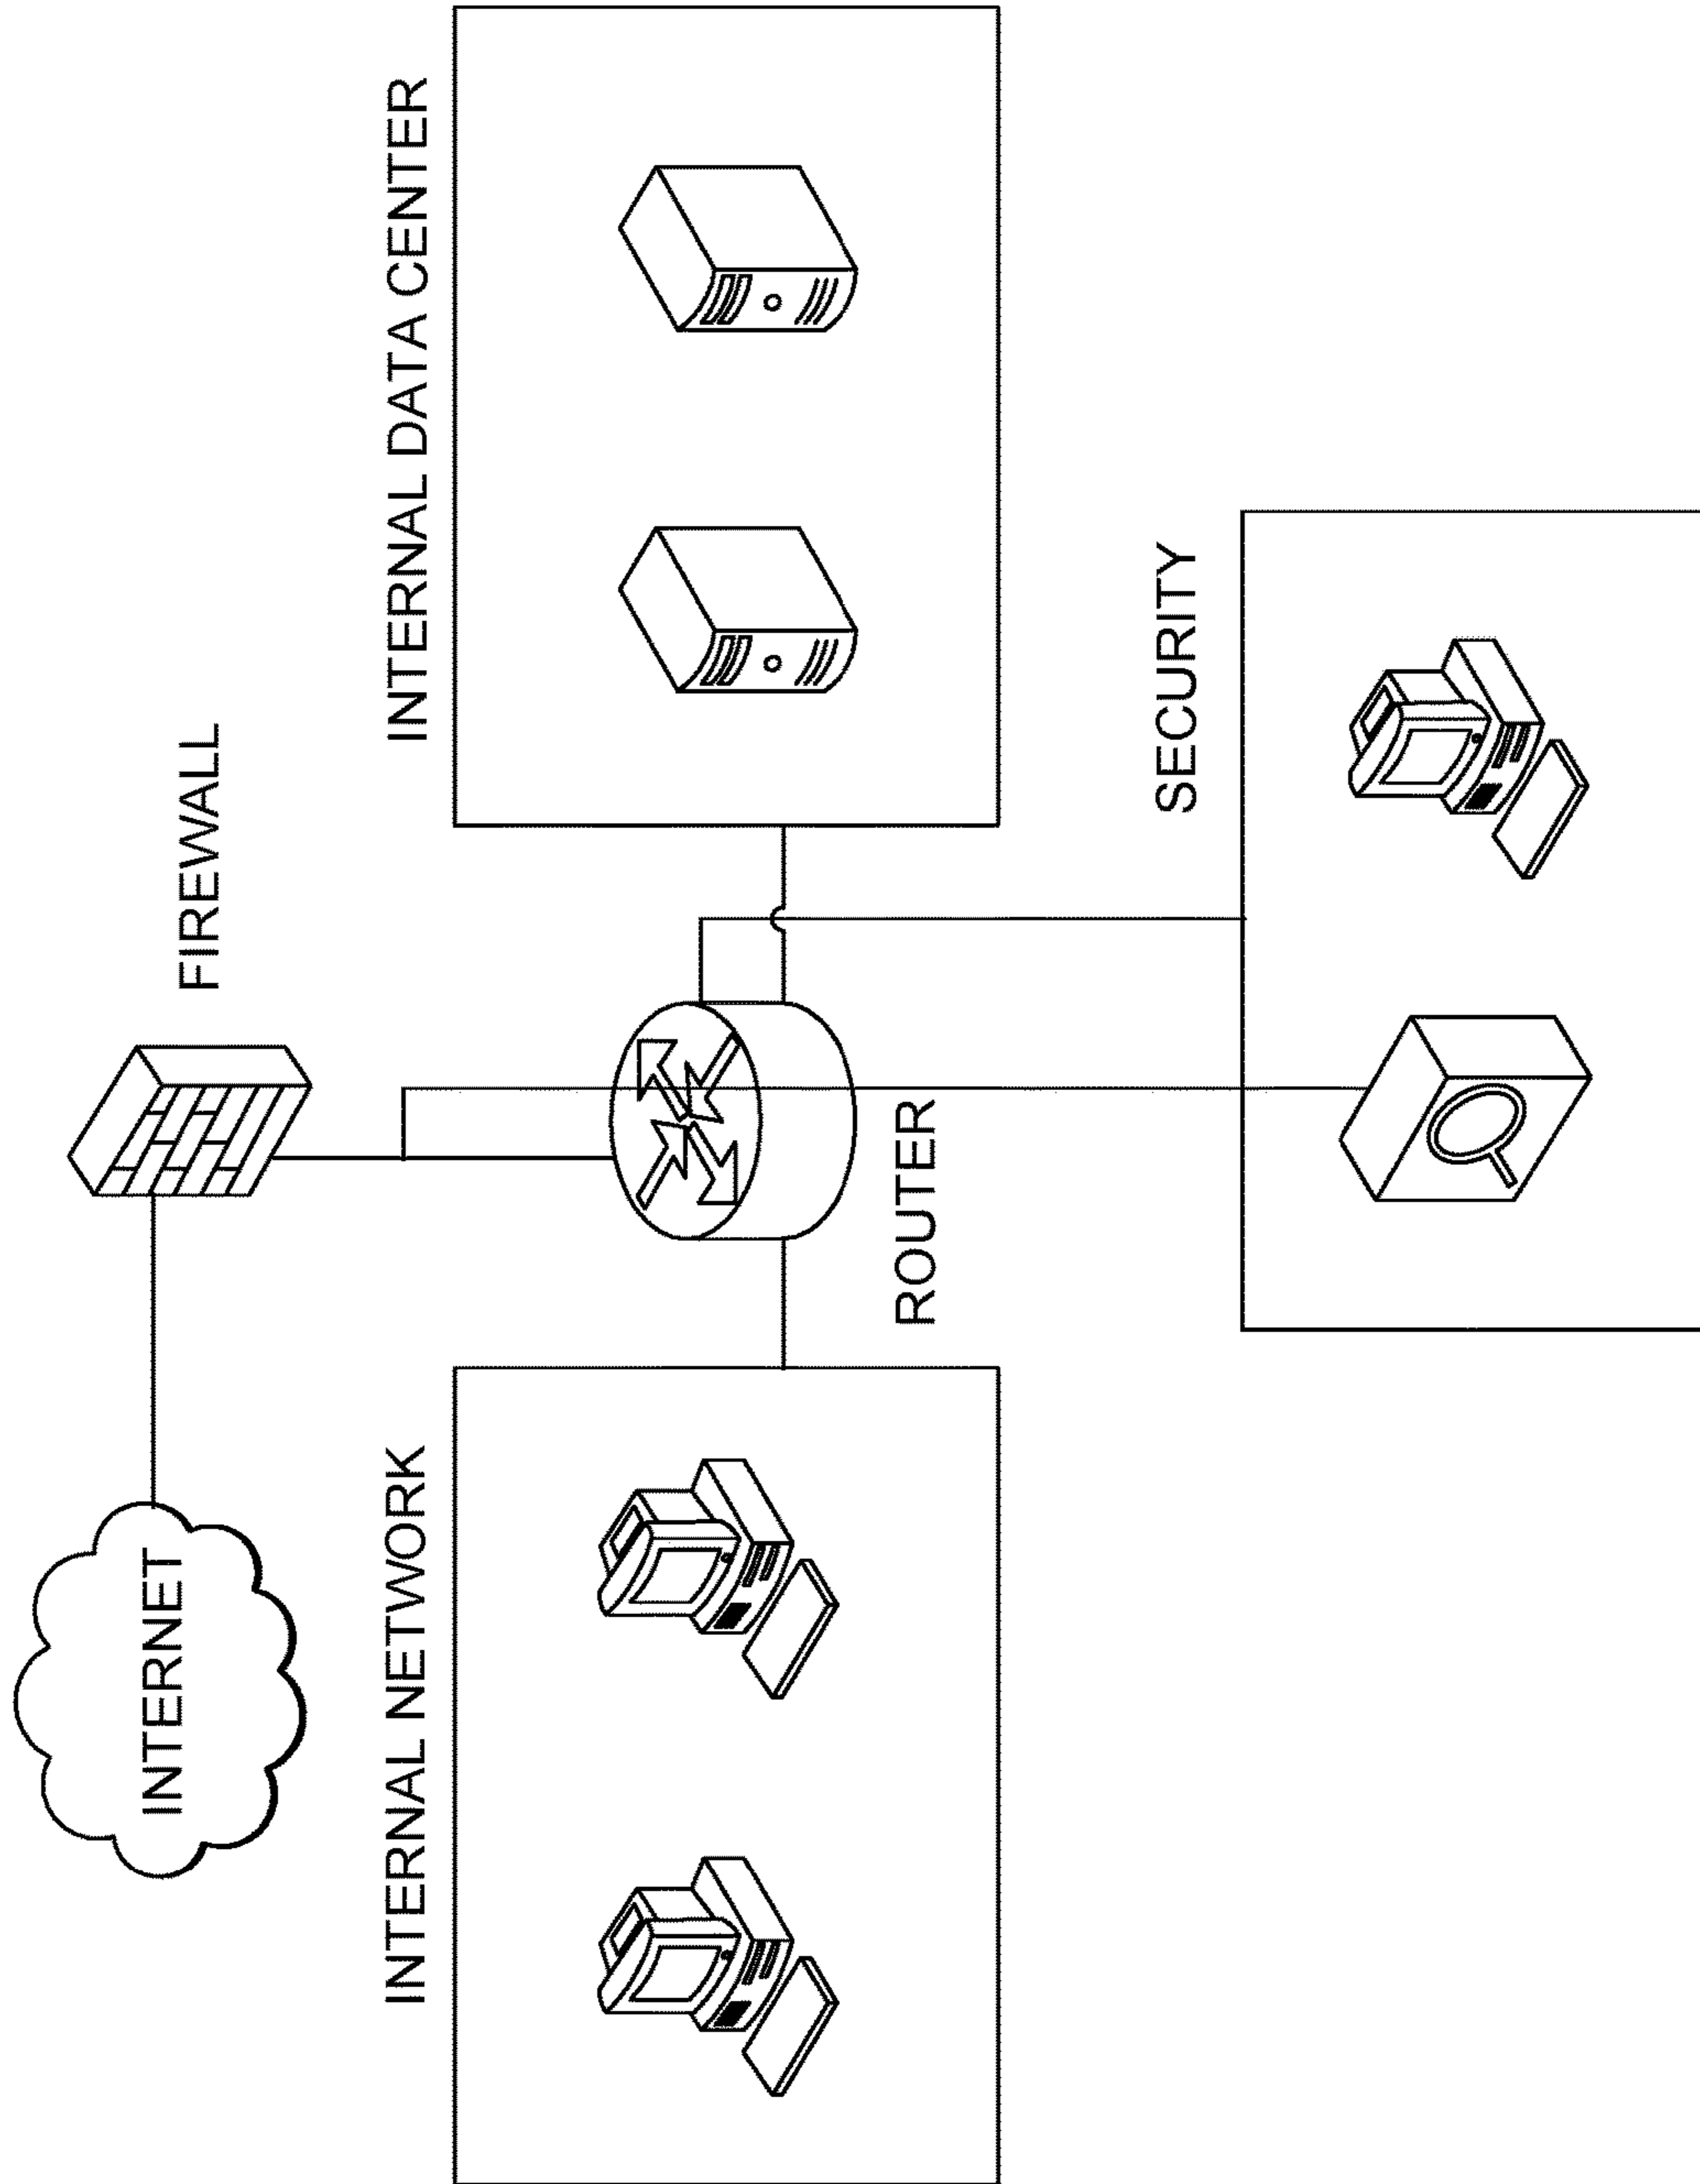 INTERNET
FIREWALL
INTERNAL NETWORK
INTERNAL DATA CENTER
ROUTER
SECURITY